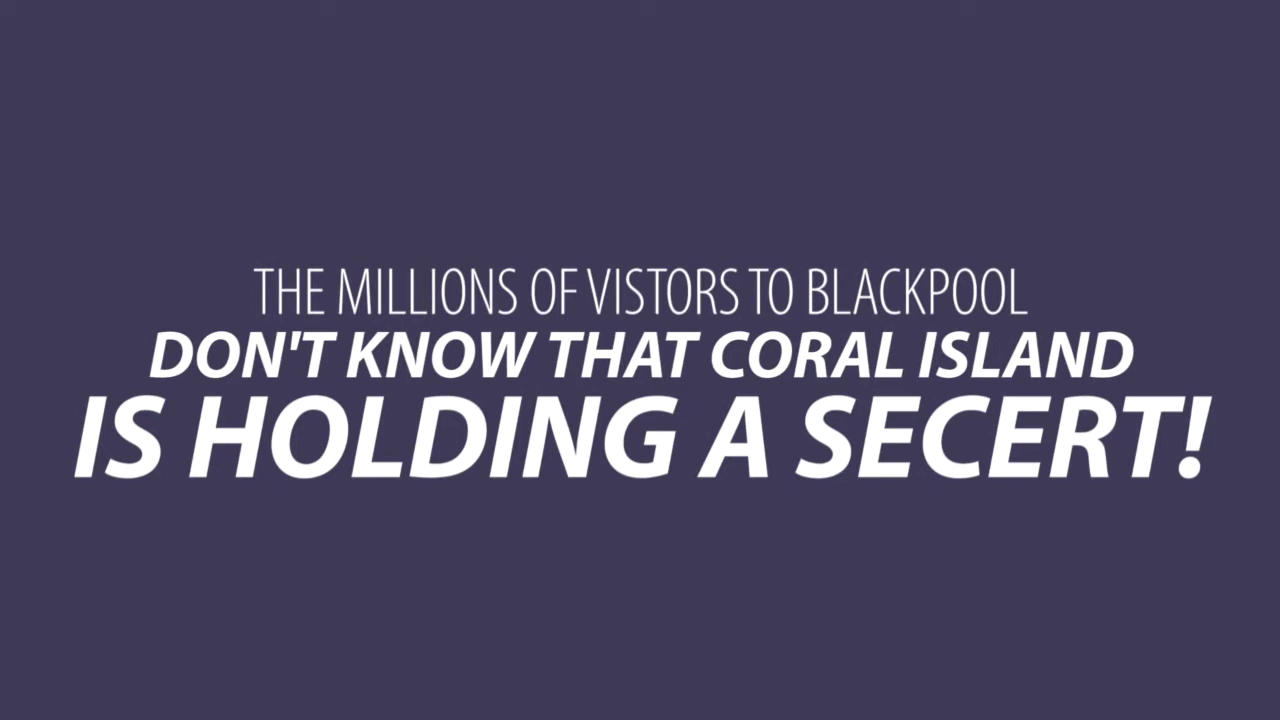 THE MILLIONS OF VISTORS TO BLACKPOOL
DON'T KNOW THAT CORAL ISLAND
IS HOLDING A SECERT!